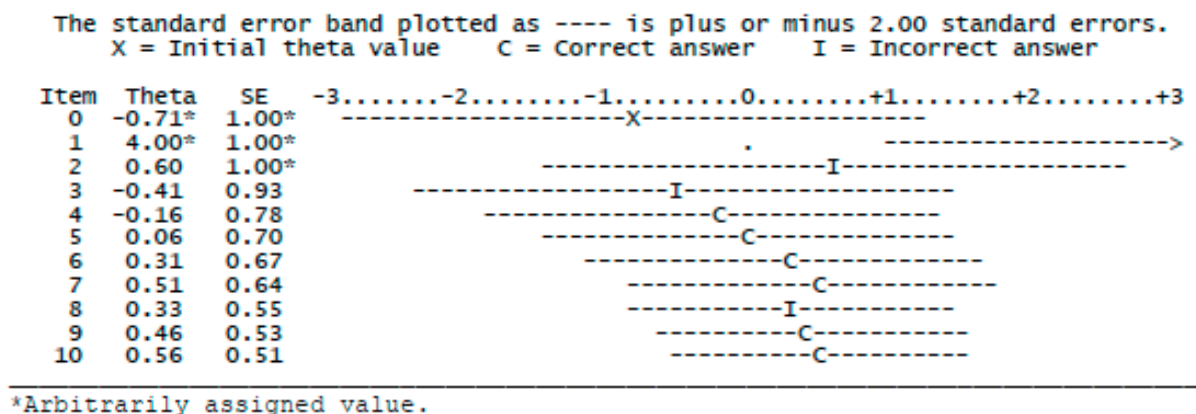 The standard error band plotted as ---- is plus or minus 2.00 standard errors.
X = Initial theta value    C = Correct answer    I = Incorrect answer
Item  Theta   SE  -3.......-2........-1.........0........+1........+2........+3
0  -0.71*  1.00*  --------------------X--------------------
1  4.00*  1.00*  .  -------------------->
2  0.60  1.00*  --------------------I--------------------
3  -0.41  0.93  ------------------I-------------------
4  -0.16  0.78  ----------------C---------------
5  0.06  0.70  --------------C--------------
6  0.31  0.67  --------------C-------------
7  0.51  0.64  -------------C------------
8  0.33  0.55  -----------I-----------
9  0.46  0.53  ----------C-----------
10  0.56  0.51  ----------C----------
*Arbitrarily assigned value.